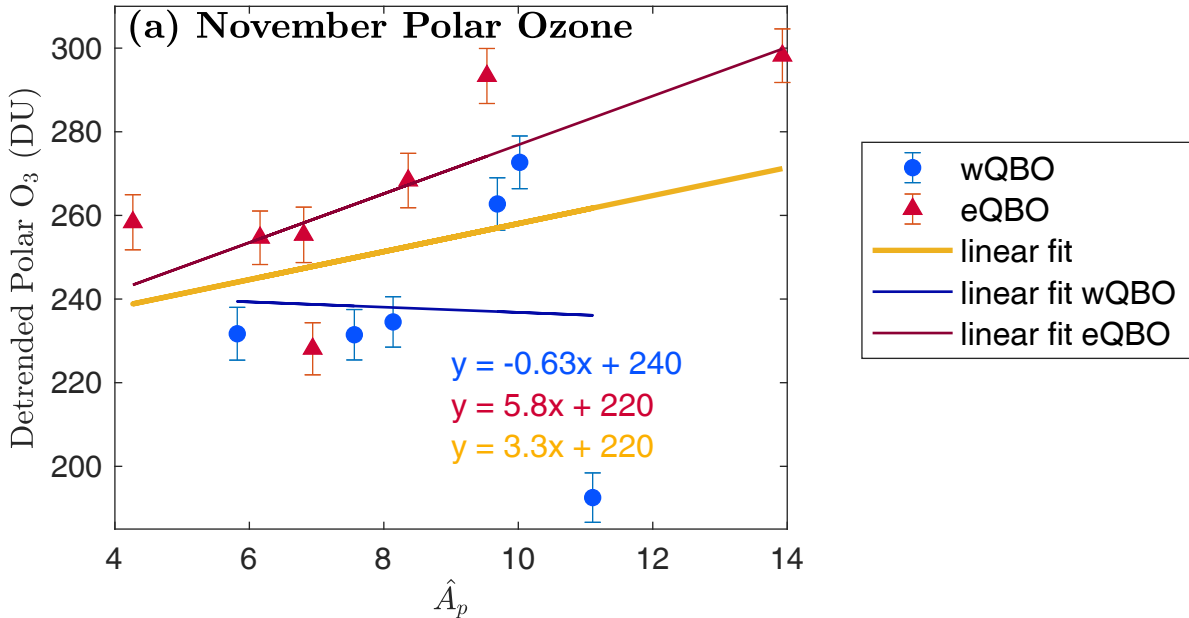 (a) November Polar Ozone
Detrended Polar O₃ (DU)
300
280
260
240
220
200
4
6
8
10
12
14
Âₚ
y = -0.63x + 240
y = 5.8x + 220
y = 3.3x + 220
wQBO
eQBO
linear fit
linear fit wQBO
linear fit eQBO